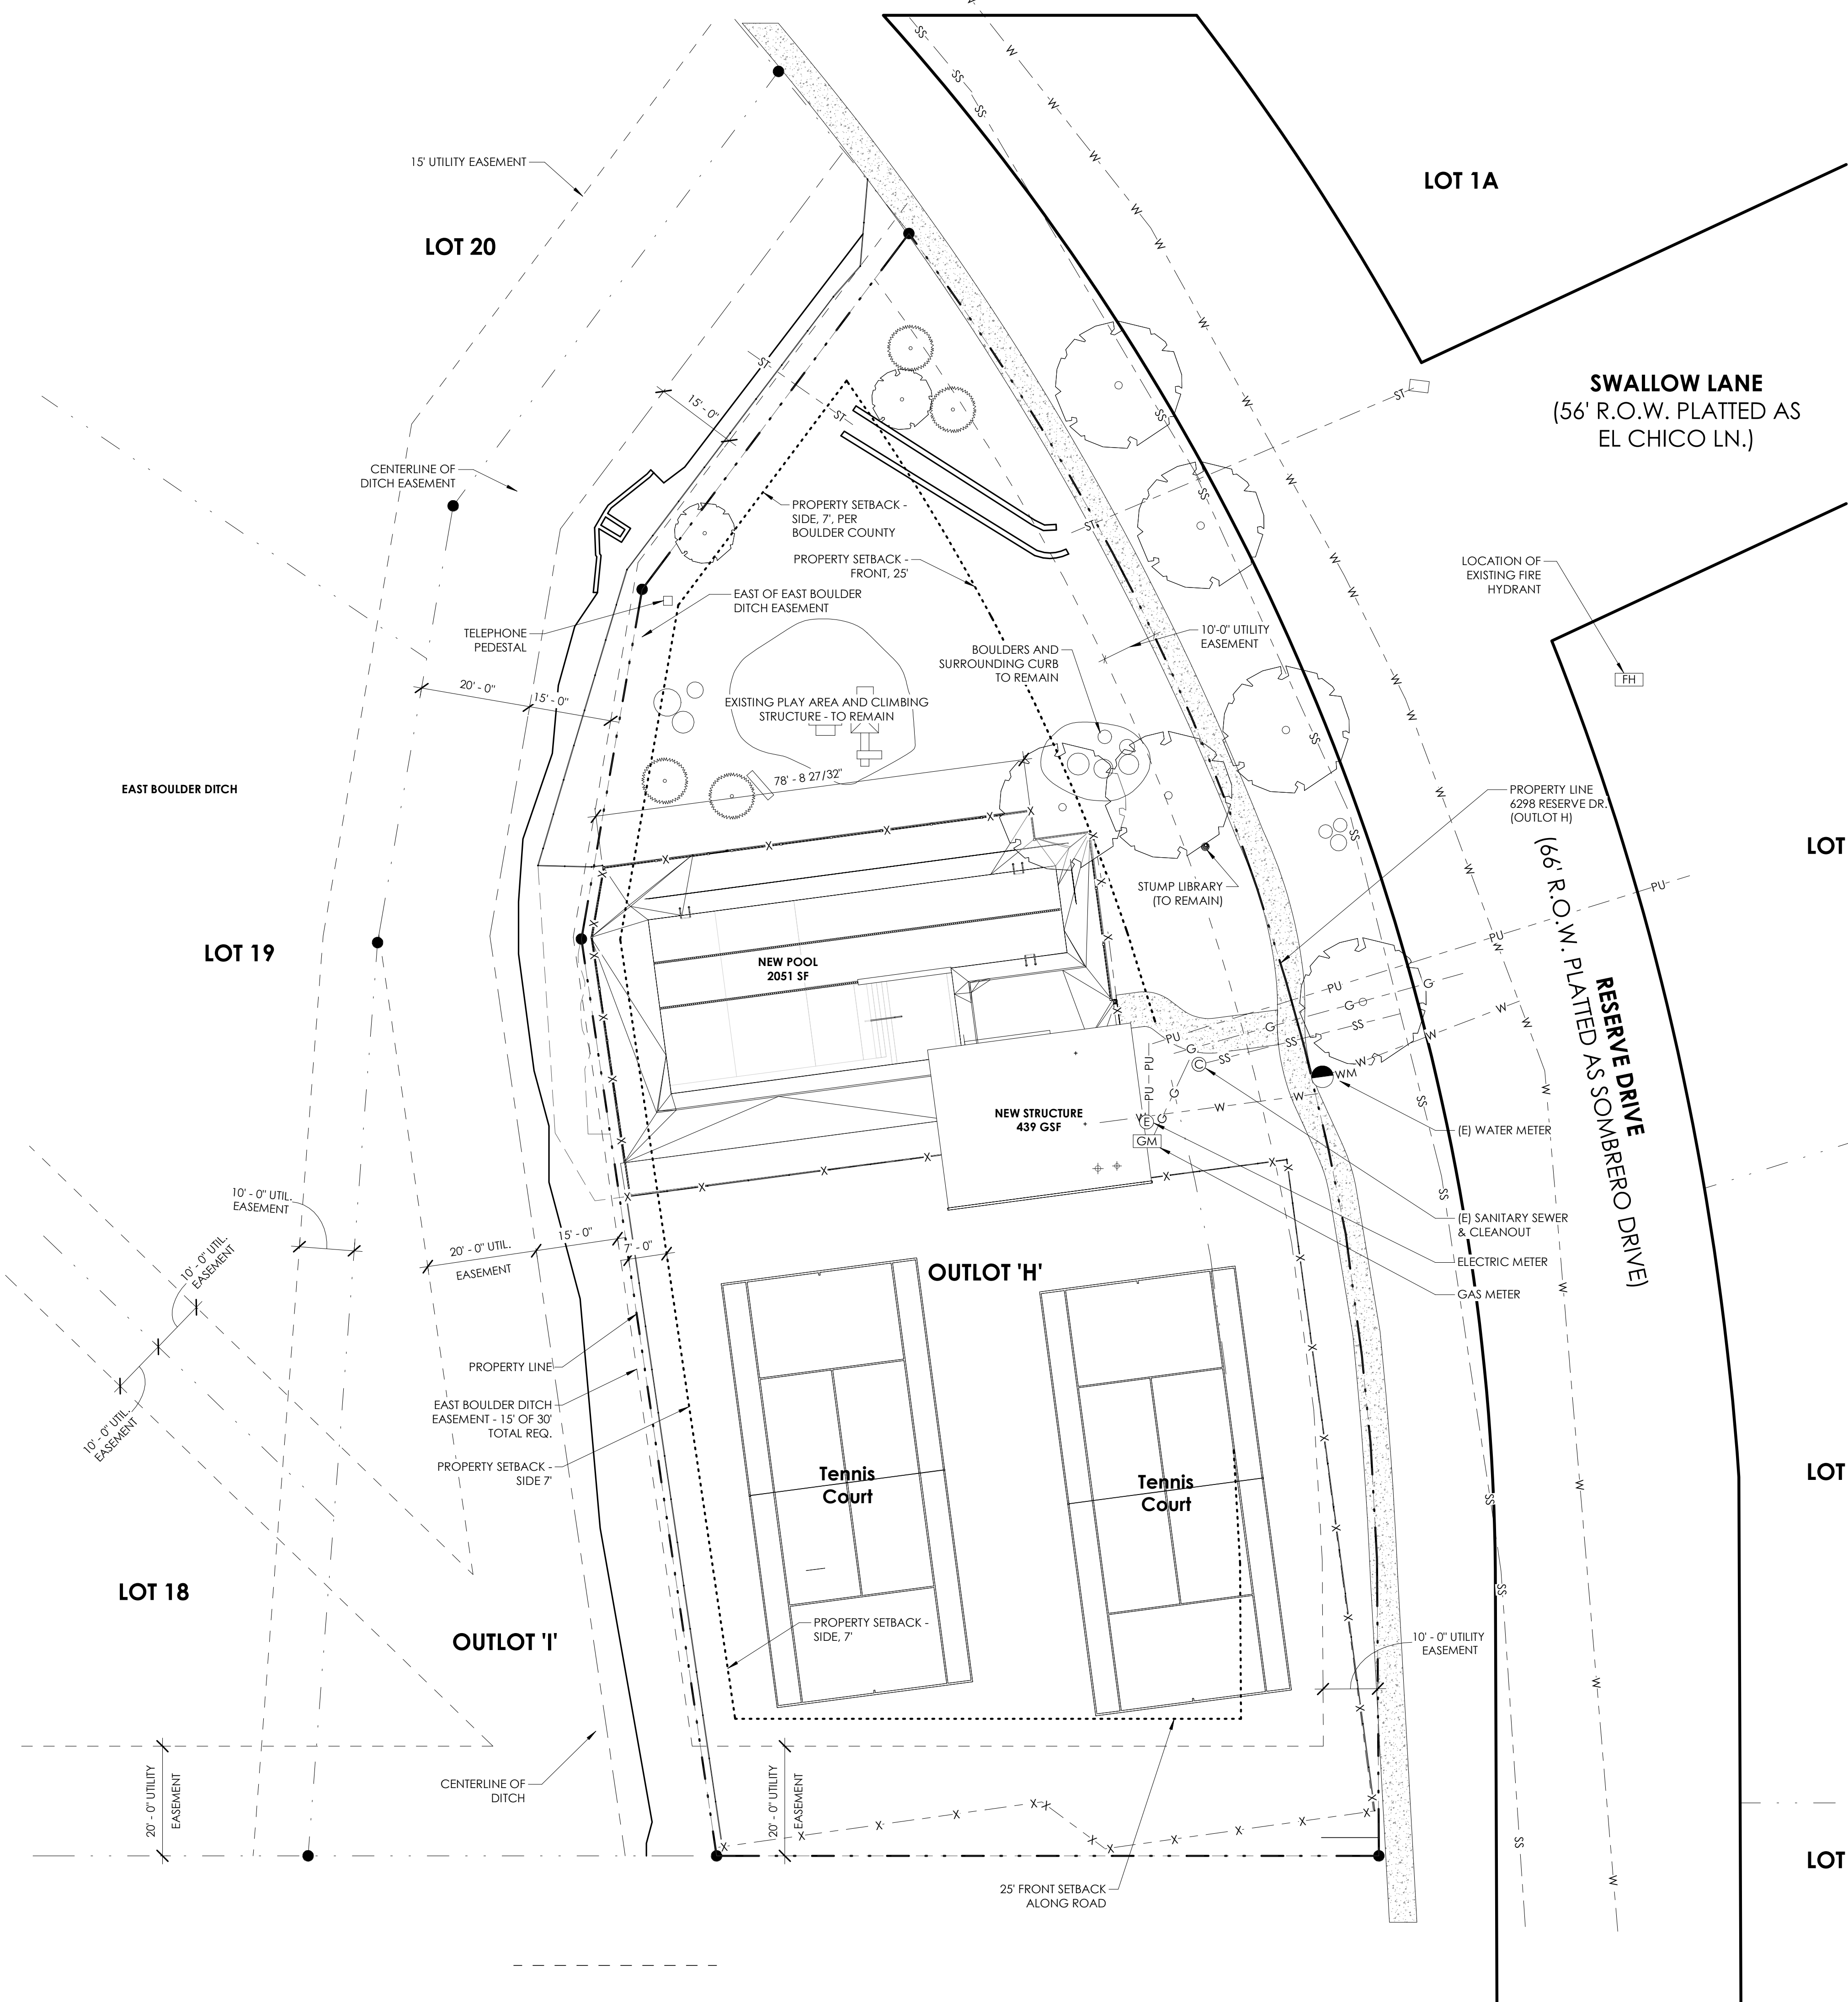 15' UTILITY EASEMENT
LOT 20
LOT 1A
SWALLOW LANE
(56' R.O.W. PLATTED AS
EL CHICO LN.)
15' - 0"
CENTERLINE OF
DITCH EASEMENT
PROPERTY SETBACK -
SIDE, 7', PER
BOULDER COUNTY
PROPERTY SETBACK -
FRONT, 25'
LOCATION OF
EXISTING FIRE
HYDRANT
FH
EAST OF EAST BOULDER
DITCH EASEMENT
TELEPHONE
PEDESTAL
10'-0" UTILITY
EASEMENT
BOULDERS AND
SURROUNDING CURB
TO REMAIN
20' - 0"
15' - 0"
EXISTING PLAY AREA AND CLIMBING
STRUCTURE - TO REMAIN
78' - 8 27/32"
EAST BOULDER DITCH
PROPERTY LINE
6298 RESERVE DR.
(OUTLOT H)
LOT
STUMP LIBRARY
(TO REMAIN)
LOT 19
NEW POOL
2051 SF
RESERVE DRIVE
(66' R.O.W. PLATTED AS SOMBRERO DRIVE)
NEW STRUCTURE
439 GSF
SS
W
ST
PU
G
X
C
E
GM
WM
(E) WATER METER
(E) SANITARY SEWER
& CLEANOUT
ELECTRIC METER
GAS METER
10' - 0" UTIL.
EASEMENT
10' - 0" UTIL.
EASEMENT
10' - 0" UTIL.
EASEMENT
20' - 0" UTIL.
EASEMENT
15' - 0"
7' - 0"
OUTLOT 'H'
PROPERTY LINE
EAST BOULDER DITCH
EASEMENT - 15' OF 30'
TOTAL REQ.
PROPERTY SETBACK -
SIDE 7'
Tennis
Court
Tennis
Court
LOT
LOT 18
OUTLOT 'I'
PROPERTY SETBACK -
SIDE, 7'
10' - 0" UTILITY
EASEMENT
20' - 0" UTILITY
EASEMENT
CENTERLINE OF
DITCH
20' - 0" UTILITY
EASEMENT
25' FRONT SETBACK
ALONG ROAD
LOT